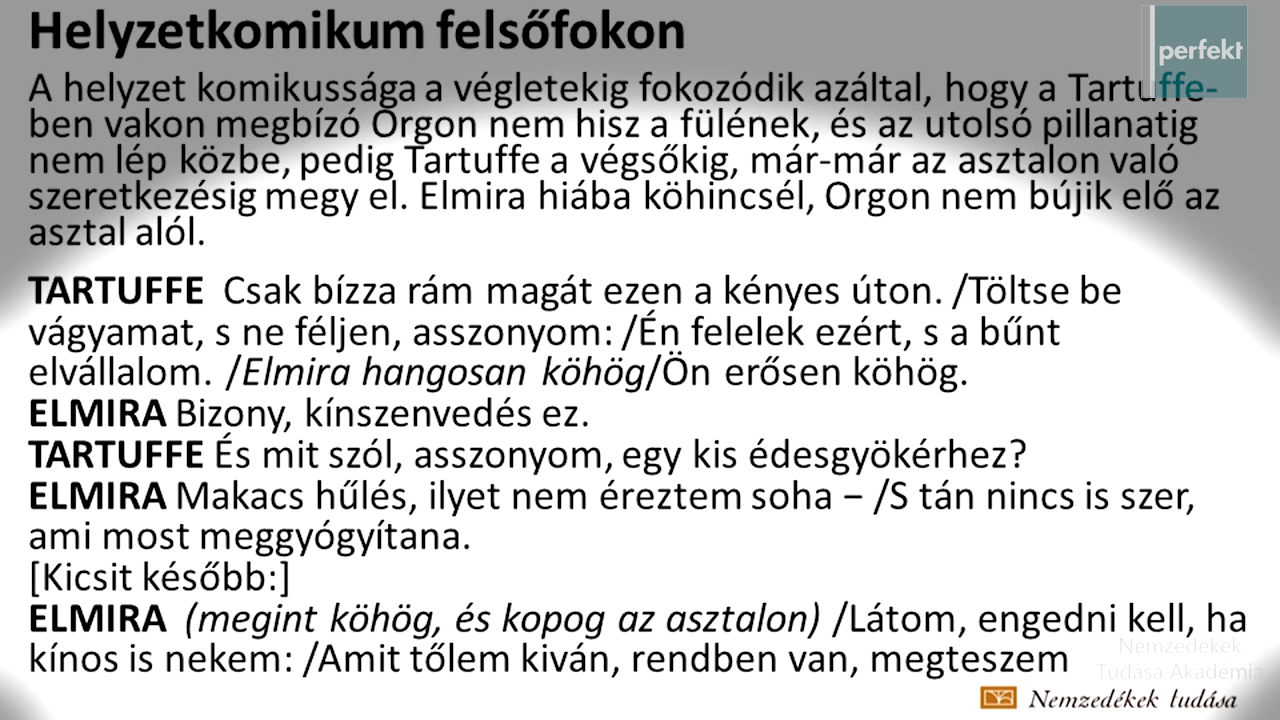 Helyzetkomikum felsőfokon
perfekt
A helyzet komikussága a végletekig fokozódik azáltal, hogy a Tartuffe-
ben vakon megbízó Orgon nem hisz a fülének, és az utolsó pillanatig
nem lép közbe, pedig Tartuffe a végsőkig, már-már az asztalon való
szeretkezésig megy el. Elmira hiába köhincsél, Orgon nem bújik elő az
asztal alól.
TARTUFFE Csak bízza rám magát ezen a kényes úton. /Töltse be
vágyamat, s ne féljen, asszonyom: /Én felelek ezért, s a bűnt
elvállalom. /Elmira hangosan köhög/Ön erősen köhög.
ELMIRA Bizony, kínszenvedés ez.
TARTUFFE És mit szól, asszonyom, egy kis édesgyökérhez?
ELMIRA Makacs hűlés, ilyet nem éreztem soha − /S tán nincs is szer,
ami most meggyógyítana.
[Kicsit később:]
ELMIRA (megint köhög, és kopog az asztalon) /Látom, engedni kell, ha
kínos is nekem: /Amit tőlem kiván, rendben van, megteszem
Nemzedékek
Tudása Akadémia
Nemzedékek tudása